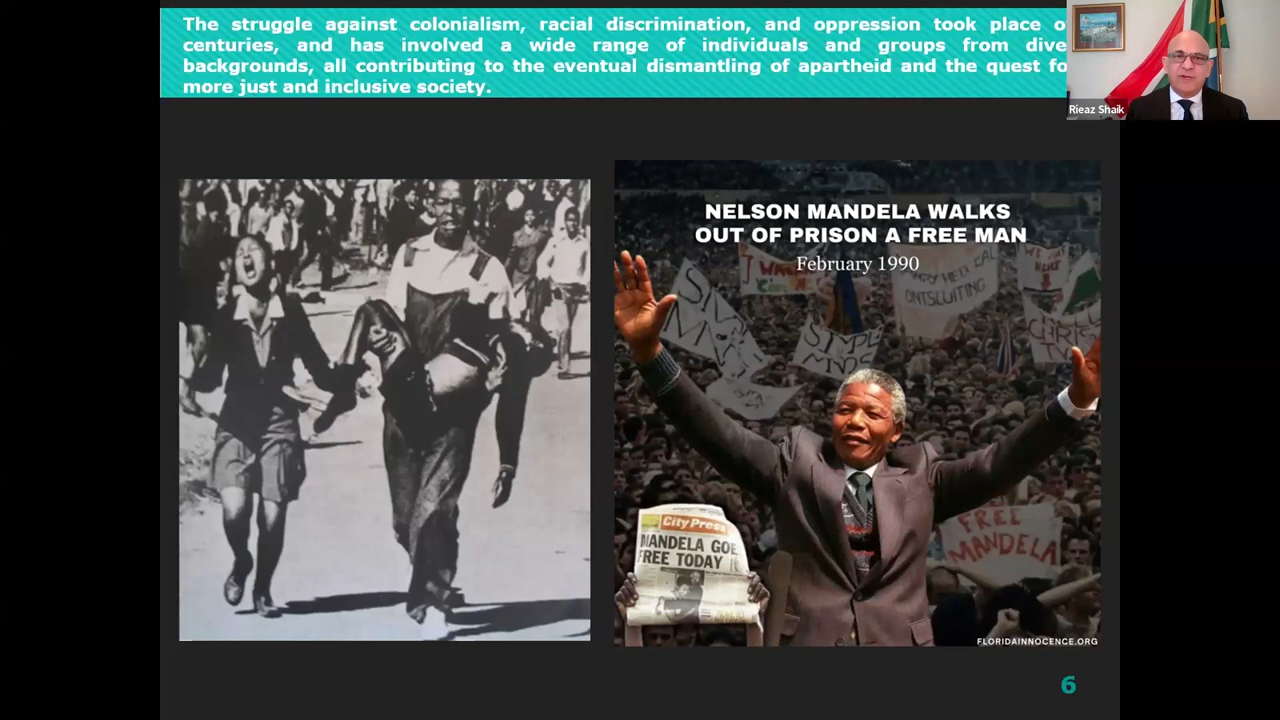 The struggle against colonialism, racial discrimination, and oppression took place o
centuries, and has involved a wide range of individuals and groups from dive
backgrounds, all contributing to the eventual dismantling of apartheid and the quest fo
more just and inclusive society.
Rieaz Shaik
NELSON MANDELA WALKS
OUT OF PRISON A FREE MAN
February 1990
ONTSLUITING
SIMPLE
MINDS
City Press
MANDELA GOE
FREE TODAY
FREE
MANDELA
FLORIDAINNOCENCE.ORG
6